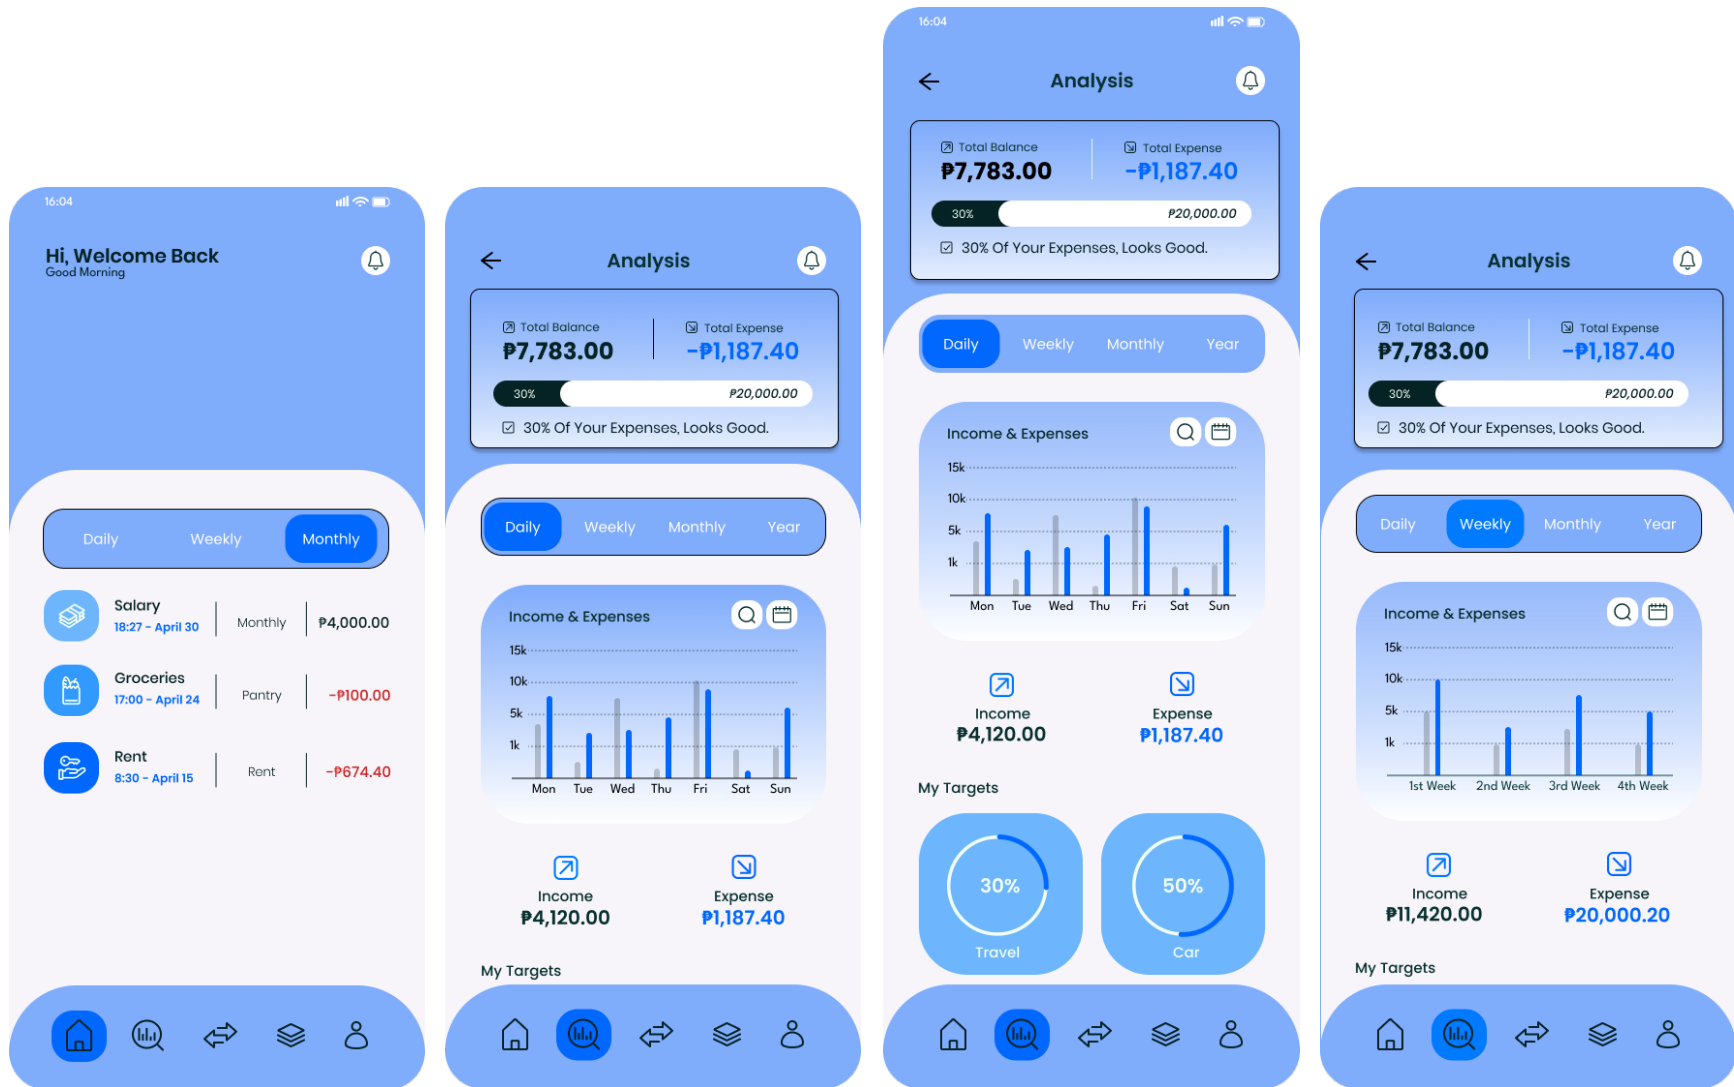 16:04
Hi, Welcome Back
Good Morning
Daily Weekly Monthly
Salary
18:27 - April 30
Monthly
₱4,000.00
Groceries
17:00 - April 24
Pantry
-₱100.00
Rent
8:30 - April 15
Rent
-₱674.40
Analysis
Total Balance
₱7,783.00
Total Expense
-₱1,187.40
30%
₱20,000.00
30% Of Your Expenses, Looks Good.
Daily Weekly Monthly Year
Income & Expenses
15k
10k
5k
1k
Mon Tue Wed Thu Fri Sat Sun
Income
₱4,120.00
Expense
₱1,187.40
My Targets
16:04
Analysis
Total Balance
₱7,783.00
Total Expense
-₱1,187.40
30%
₱20,000.00
30% Of Your Expenses, Looks Good.
Daily Weekly Monthly Year
Income & Expenses
15k
10k
5k
1k
Mon Tue Wed Thu Fri Sat Sun
Income
₱4,120.00
Expense
₱1,187.40
My Targets
30%
Travel
50%
Car
Analysis
Total Balance
₱7,783.00
Total Expense
-₱1,187.40
30%
₱20,000.00
30% Of Your Expenses, Looks Good.
Daily Weekly Monthly Year
Income & Expenses
15k
10k
5k
1k
1st Week 2nd Week 3rd Week 4th Week
Income
₱11,420.00
Expense
₱20,000.20
My Targets